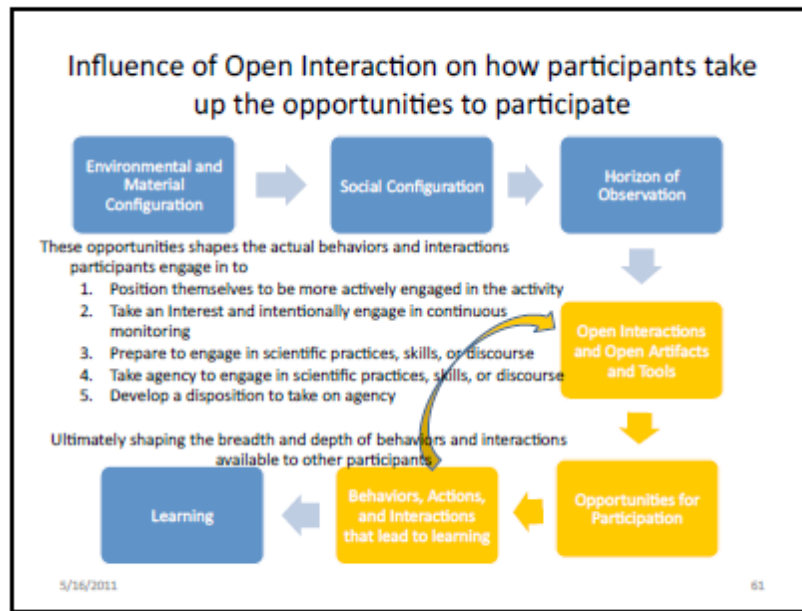 Influence of Open Interaction on how participants take
up the opportunities to participate
Environmental and
Material
Configuration
Social Configuration
Horizon of
Observation
These opportunities shapes the actual behaviors and interactions
participants engage in to
1. Position themselves to be more actively engaged in the activity
2. Take an Interest and intentionally engage in continuous
monitoring
3. Prepare to engage in scientific practices, skills, or discourse
4. Take agency to engage in scientific practices, skills, or discourse
5. Develop a disposition to take on agency
Open Interactions
and Open Artifacts
and Tools
Ultimately shaping the breadth and depth of behaviors and interactions
available to other participants
Learning
Behaviors, Actions,
and Interactions
that lead to learning
Opportunities for
Participation
5/16/2011
61